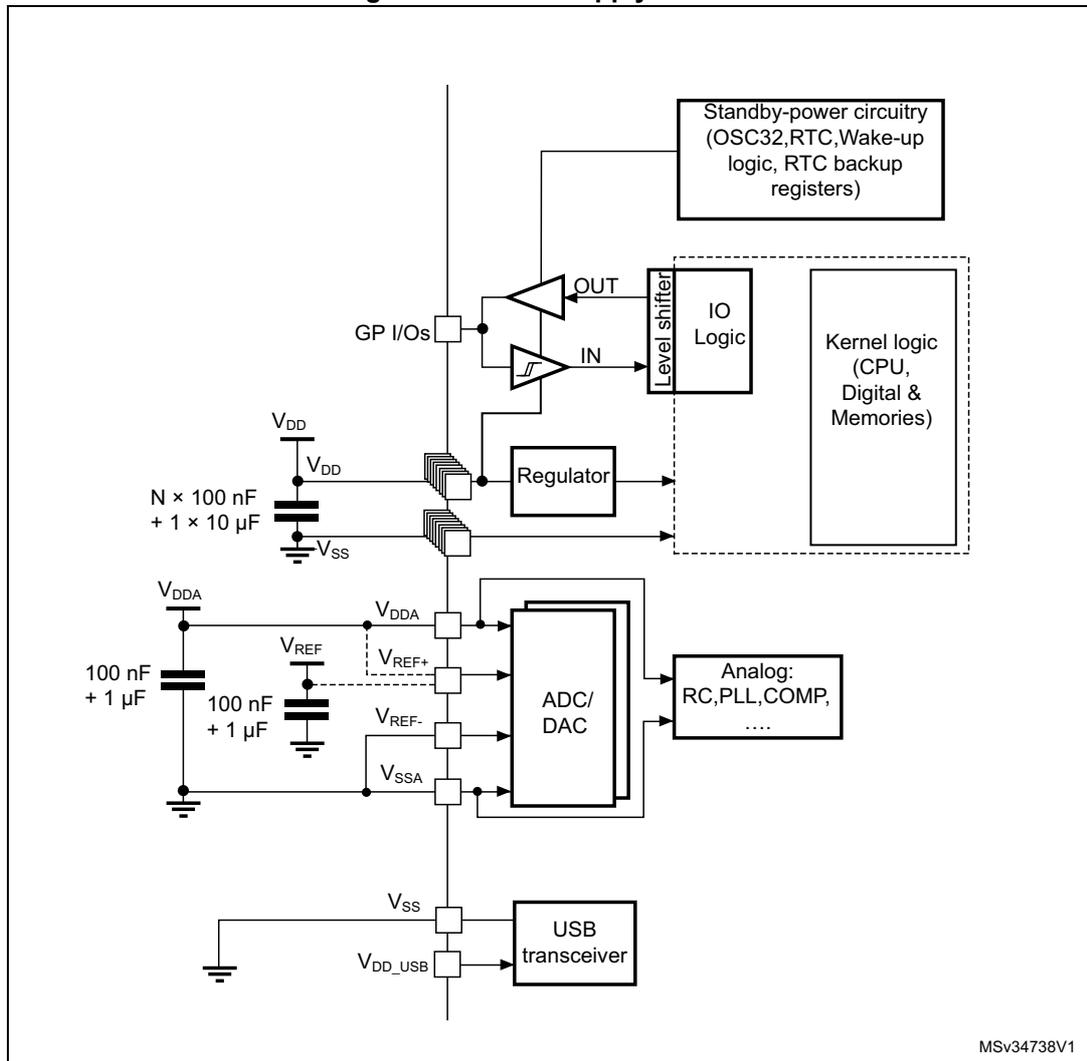 Standby-power circuitry
(OSC32,RTC,Wake-up
logic, RTC backup
registers)
OUT
Level shifter
IO
Logic
GP I/Os
IN
Kernel logic
(CPU,
Digital &
Memories)
VDD
VDD
Regulator
N × 100 nF
+ 1 × 10 µF
VSS
VDDA
VDDA
VREF
VREF+
100 nF
+ 1 µF
100 nF
+ 1 µF
VREF-
ADC/
DAC
Analog:
RC,PLL,COMP,
....
VSSA
VSS
USB
transceiver
VDD_USB
MSv34738V1